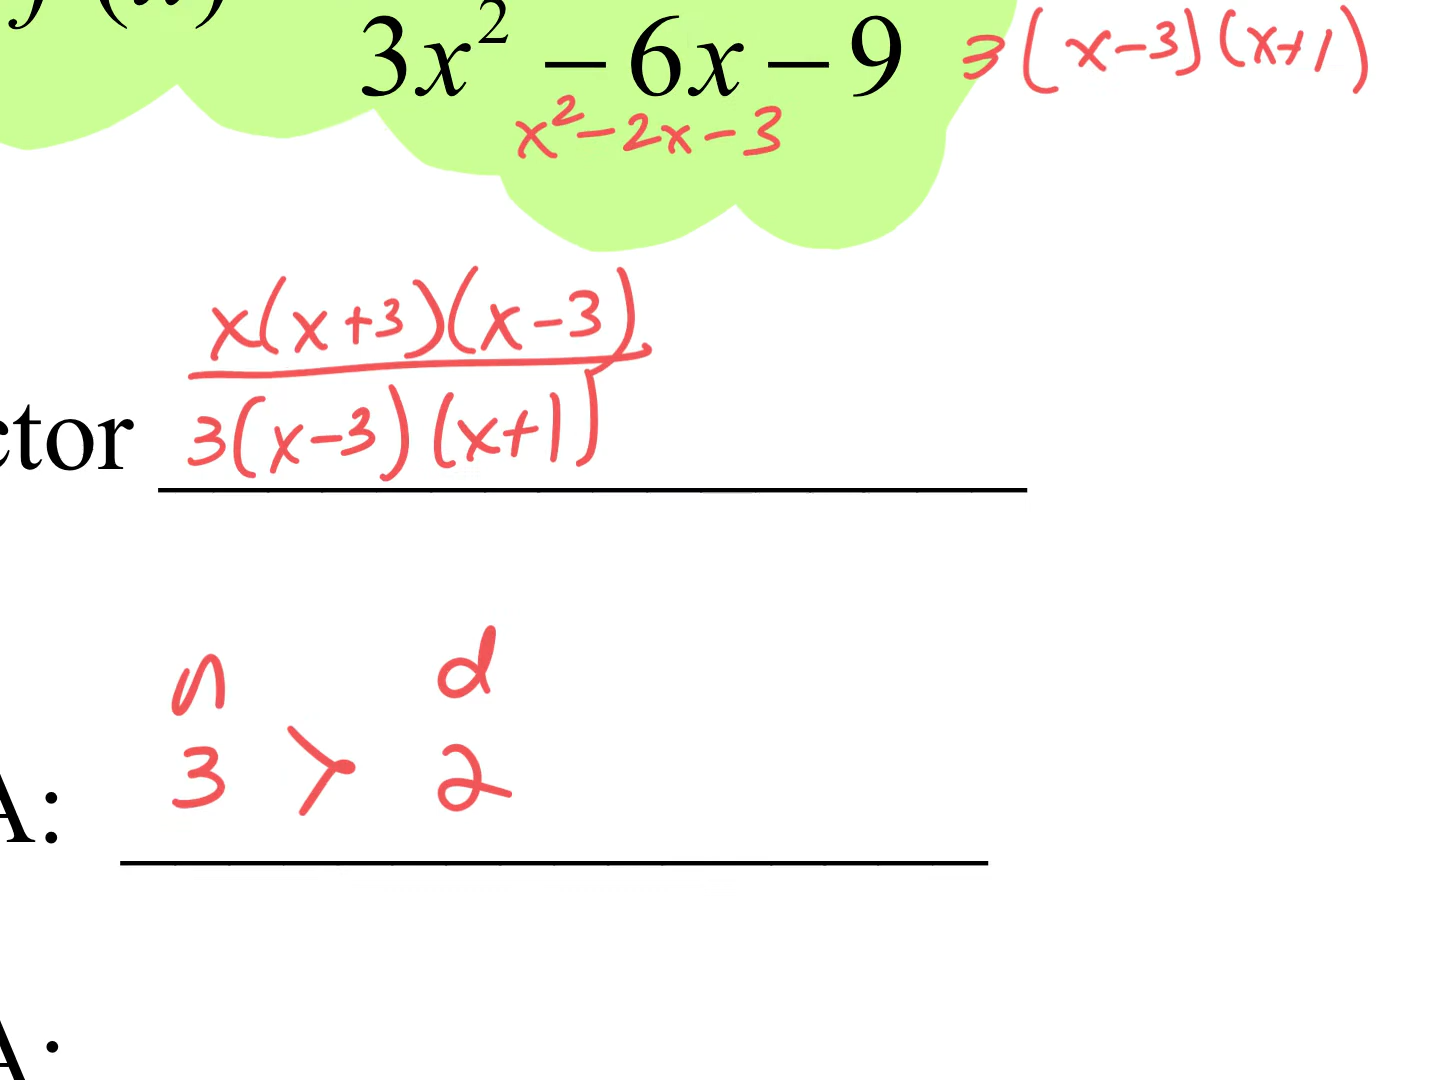 f(x)
3x² – 6x – 9 3(x-3)(x+1)
x²-2x-3
x(x+3)(x-3)
ctor
3(x-3)(x+1)
n d
3 > 2
A:
A: